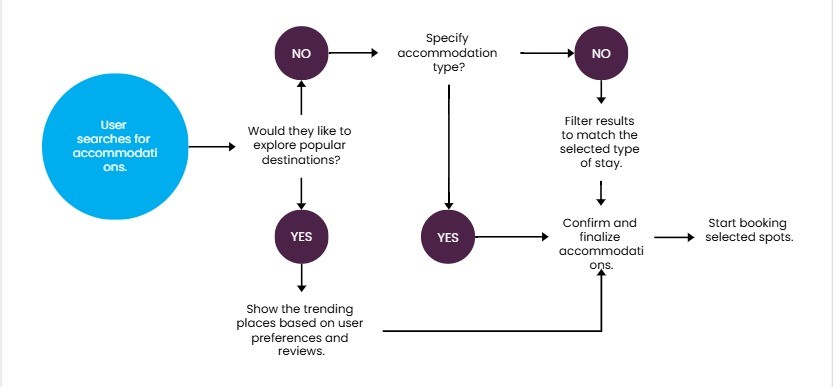 User
searches for
accommodati
ons.
Would they like to
explore popular
destinations?
NO
Specify
accommodation
type?
NO
Filter results
to match the
selected type
of stay.
YES
Show the trending
places based on user
preferences and
reviews.
YES
Confirm and
finalize
accommodati
ons.
Start booking
selected spots.